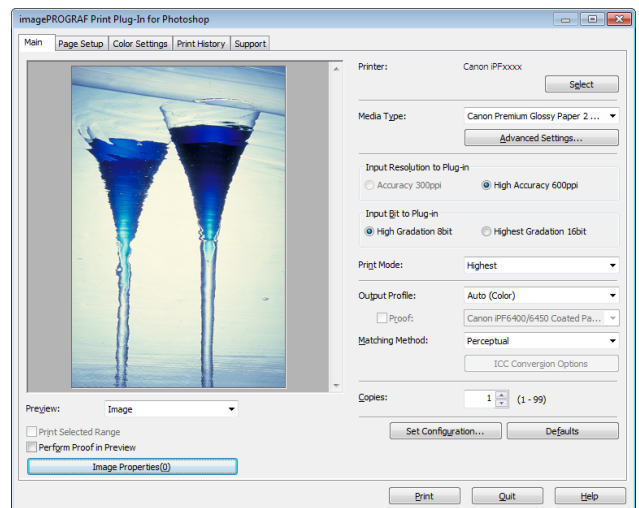 imagePROGRAF Print Plug-In for Photoshop
Main Page Setup Color Settings Print History Support
Printer: Canon iPFxxxx
Select
Media Type: Canon Premium Glossy Paper 2 ...
Advanced Settings...
Input Resolution to Plug-in
Accuracy 300ppi High Accuracy 600ppi
Input Bit to Plug-in
High Gradation 8bit Highest Gradation 16bit
Print Mode: Highest
Output Profile: Auto (Color)
Proof: Canon iPF6400/6450 Coated Pa...
Matching Method: Perceptual
ICC Conversion Options
Copies: 1 (1 - 99)
Preview: Image
Print Selected Range
Perform Proof in Preview
Image Properties(0)
Set Configuration... Defaults
Print Quit Help